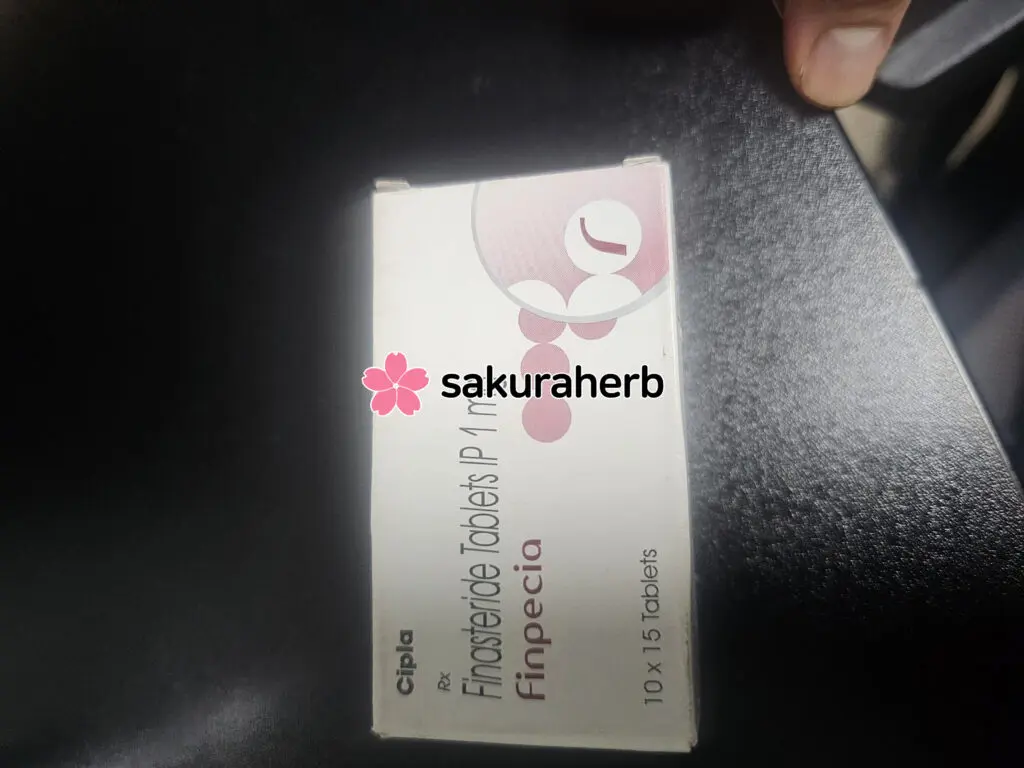 Cipla
Rx
Finasteride Tablets IP 1 m
Finpecia
10 x 15 Tablets
sakuraherb